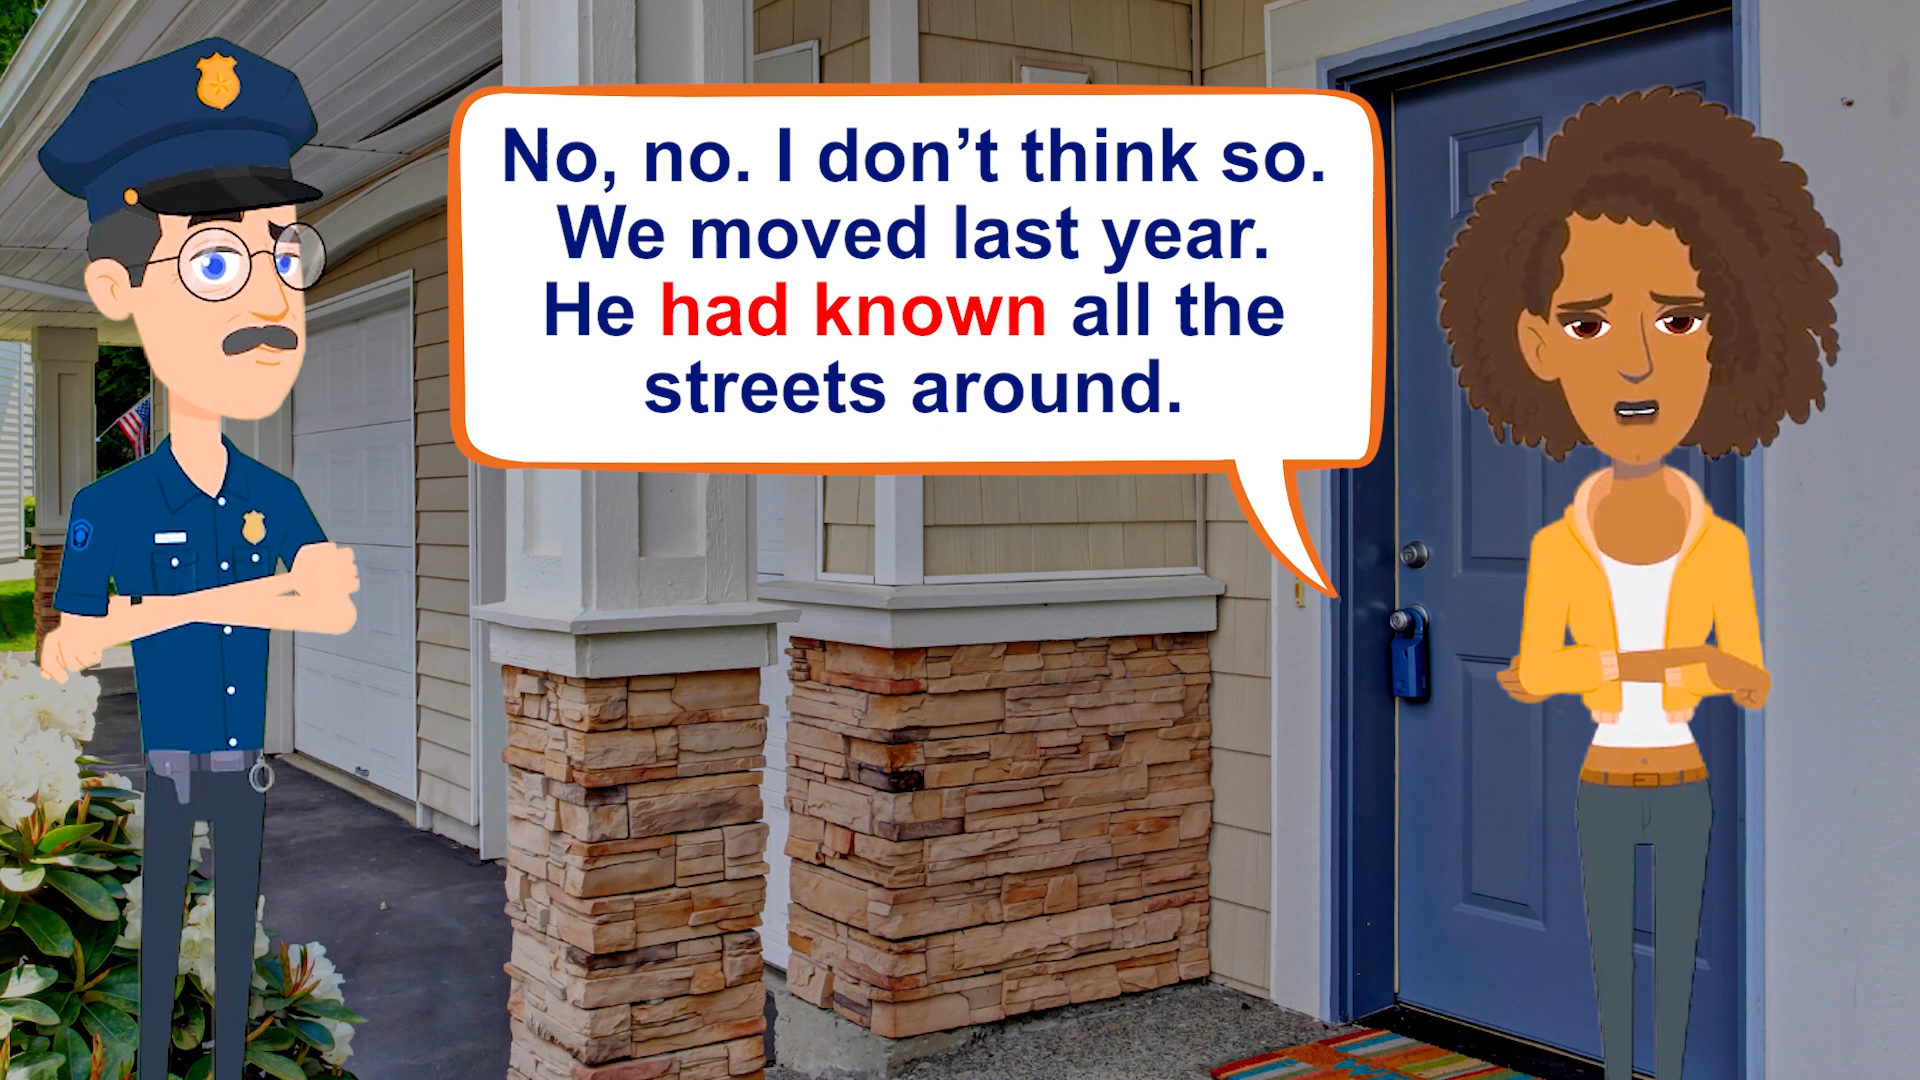 No, no. I don’t think so.
We moved last year.
He had known all the
streets around.